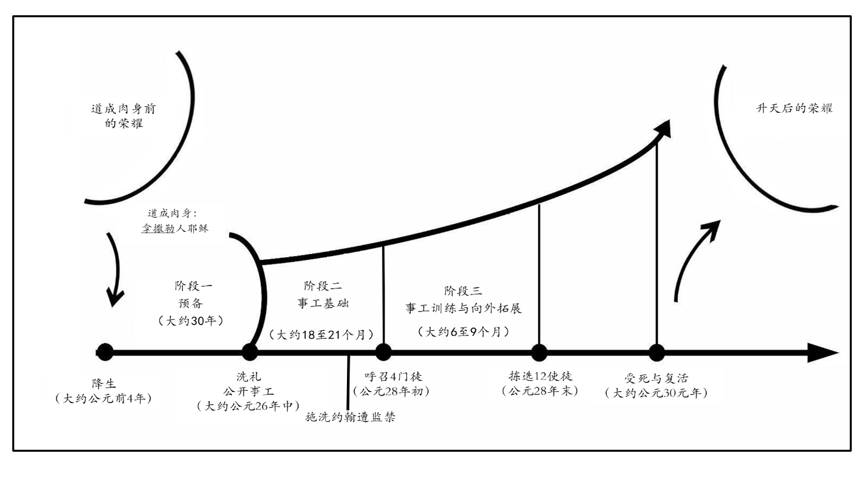 道成肉身前
的荣耀
升天后的荣耀
道成肉身：
拿撒勒人耶稣
阶段一
预备
（大约30年）
阶段二
事工基础
（大约18至21个月）
阶段三
事工训练与向外拓展
（大约6至9个月）
降生
（大约公元前4年）
洗礼
公开事工
（大约公元26年中）
施洗约翰遭监禁
呼召4门徒
（公元28年初）
拣选12使徒
（公元28年末）
受死与复活
（大约公元30元年）